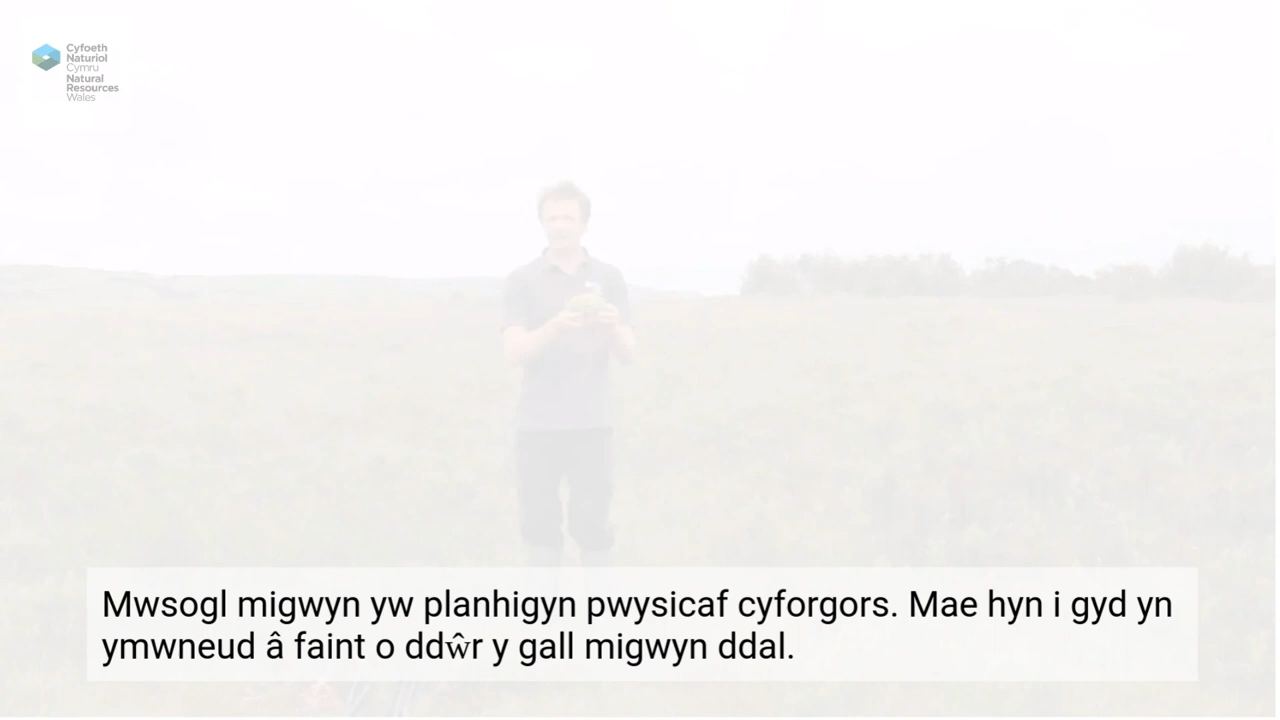 Cyfoeth
Naturiol
Cymru
Natural
Resources
Wales
Mwsogl migwyn yw planhigyn pwysicaf cyforgors. Mae hyn i gyd yn
ymwneud â faint o ddŵr y gall migwyn ddal.